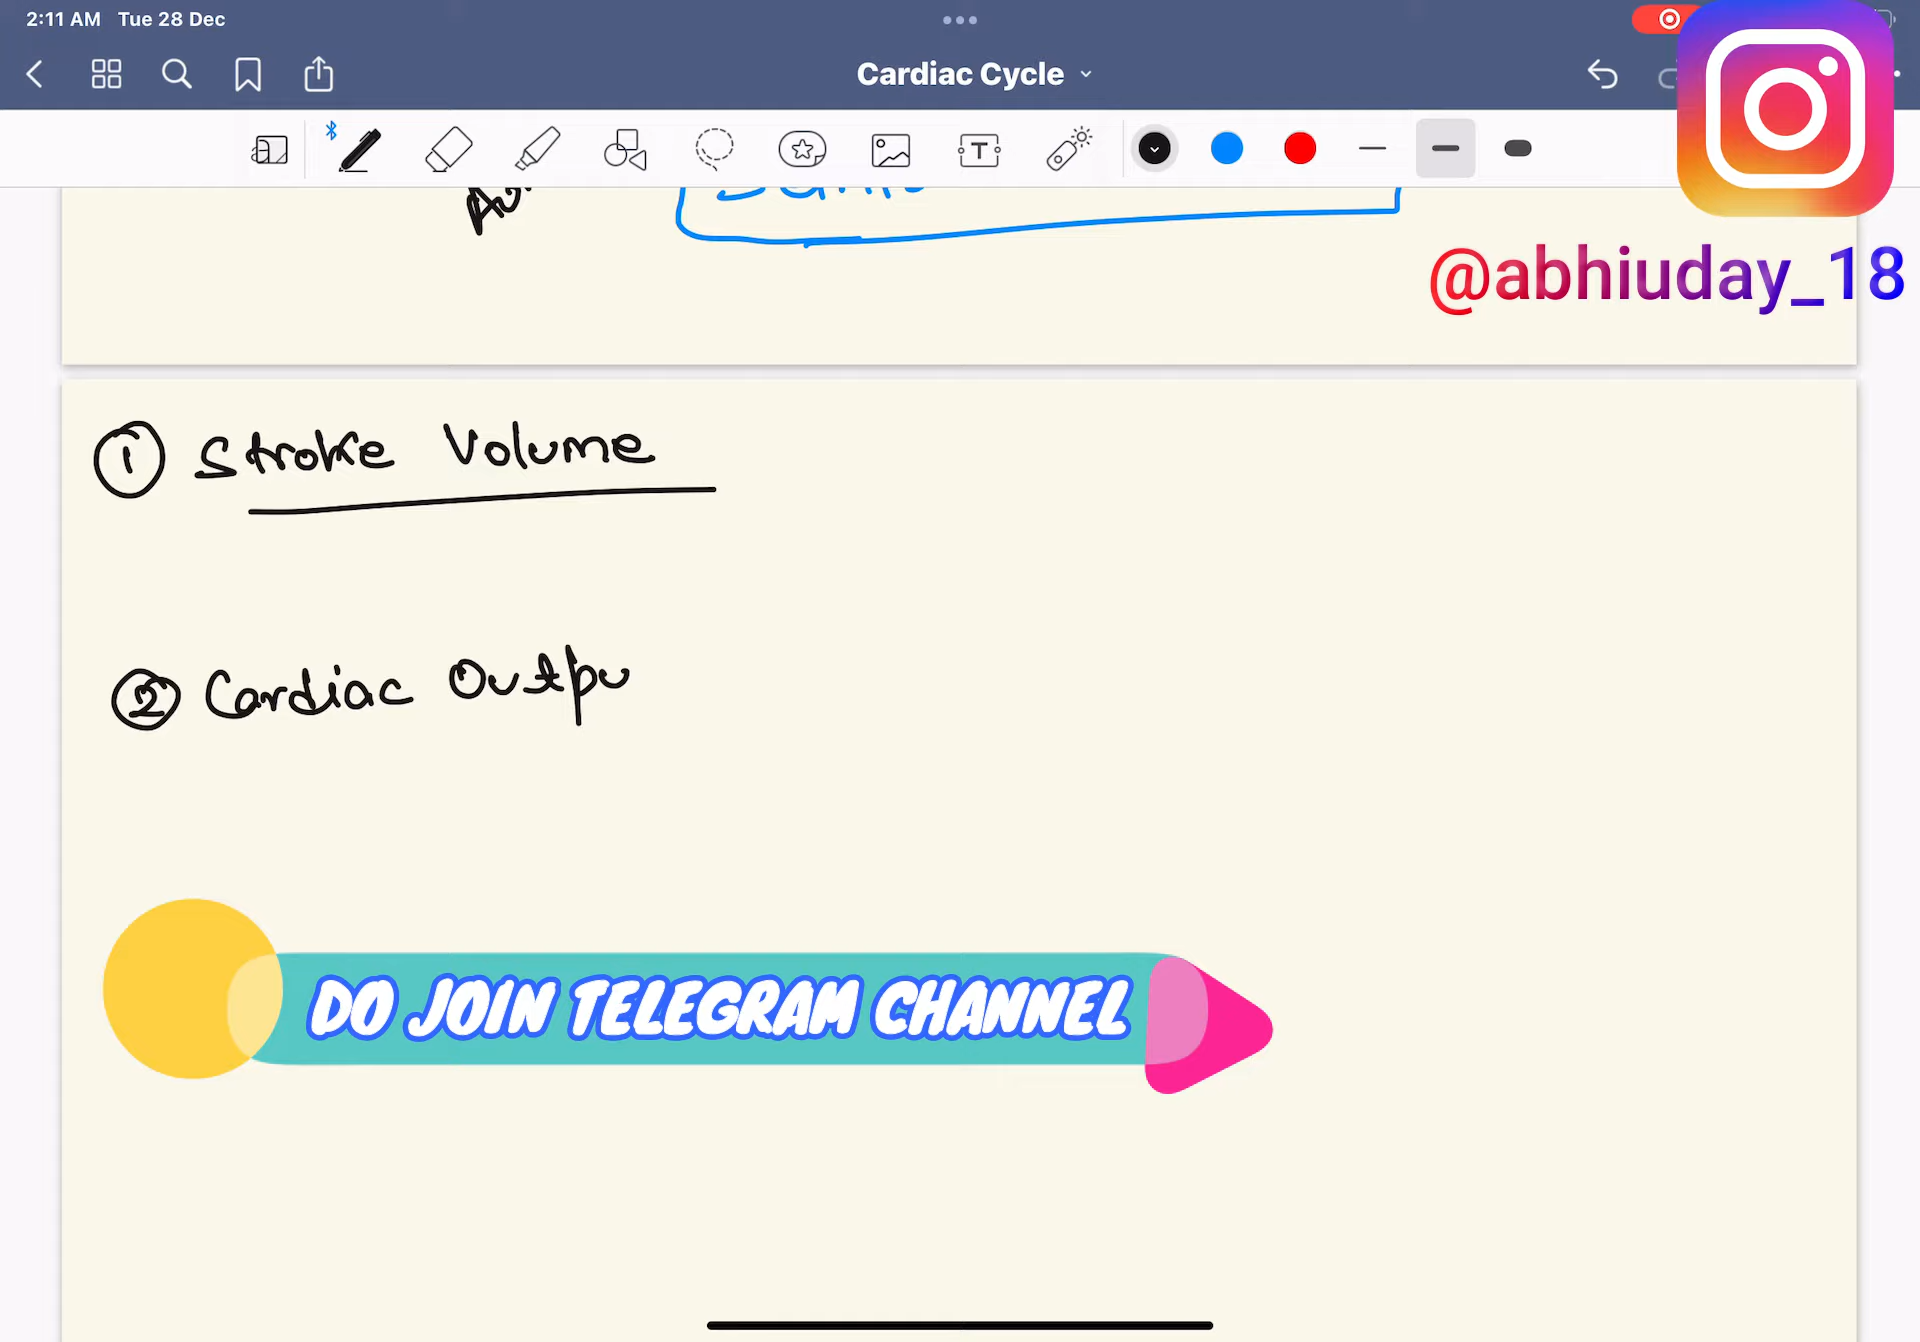 2:11 AM Tue 28 Dec
Cardiac Cycle
@abhiuday_18
① Stroke Volume
② Cardiac Outpu
DO JOIN TELEGRAM CHANNEL